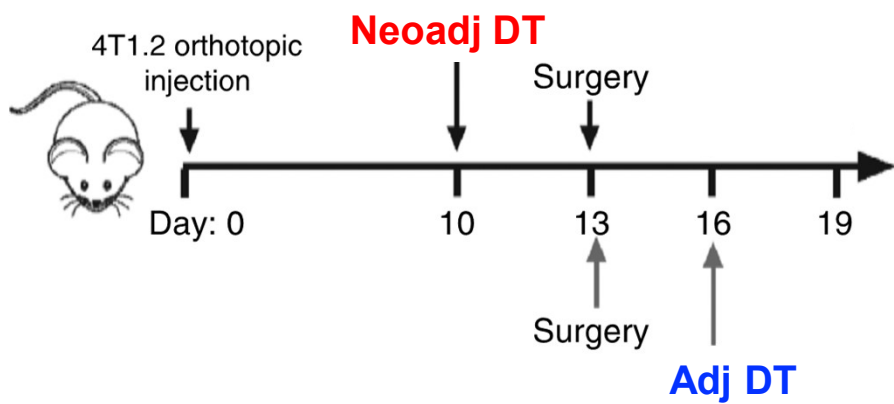 Neoadj DT
4T1.2 orthotopic
injection
Surgery
Day: 0
10
13
16
19
Surgery
Adj DT